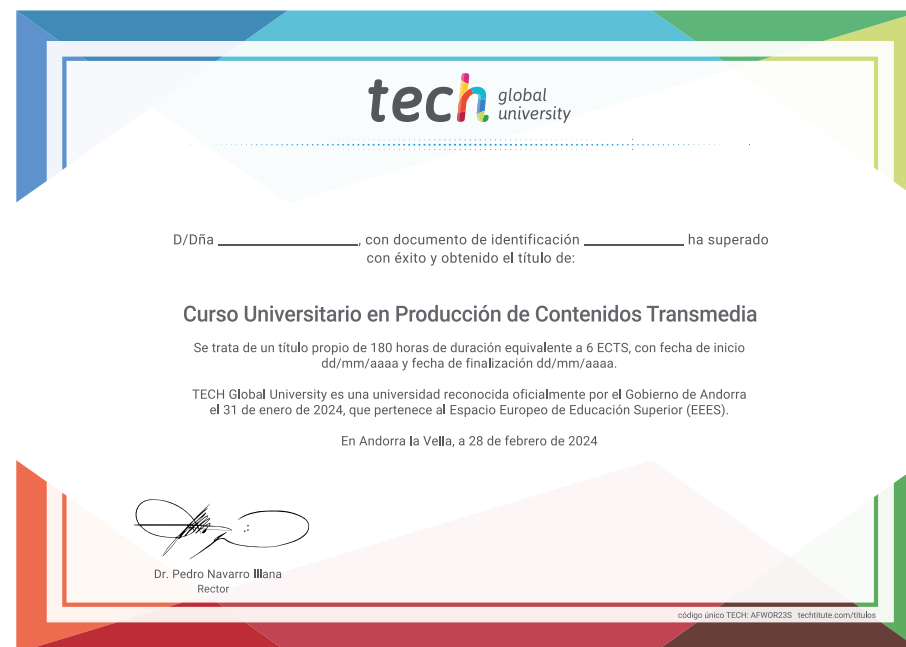 tech global university
D/Dña ____________________, con documento de identificación ______________ ha superado
con éxito y obtenido el título de:
Curso Universitario en Producción de Contenidos Transmedia
Se trata de un título propio de 180 horas de duración equivalente a 6 ECTS, con fecha de inicio
dd/mm/aaaa y fecha de finalización dd/mm/aaaa.
TECH Global University es una universidad reconocida oficialmente por el Gobierno de Andorra
el 31 de enero de 2024, que pertenece al Espacio Europeo de Educación Superior (EEES).
En Andorra la Vella, a 28 de febrero de 2024
Dr. Pedro Navarro Illana
Rector
código único TECH: AFWOR23S techtitute.com/titulos